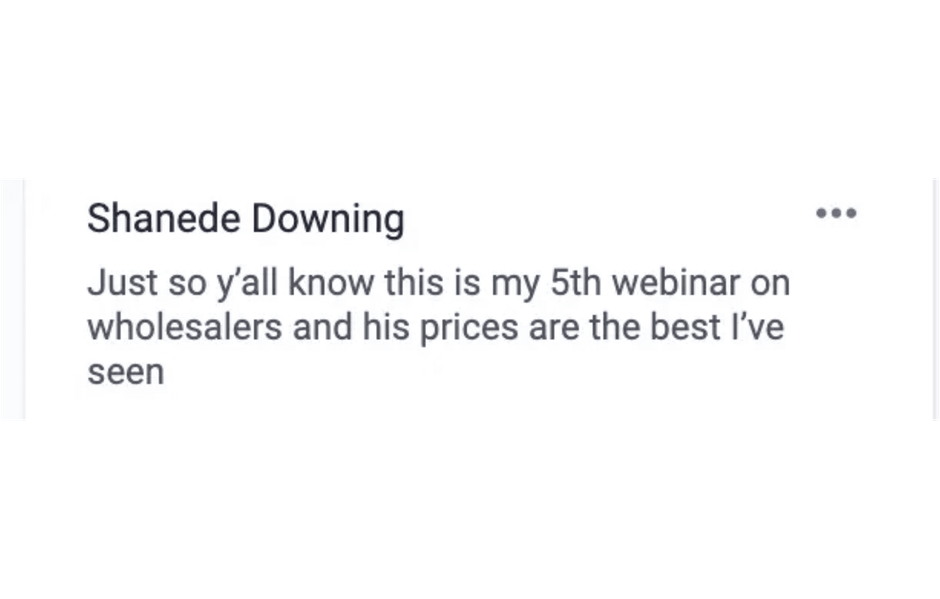 Shanede Downing
Just so y’all know this is my 5th webinar on
wholesalers and his prices are the best I’ve
seen